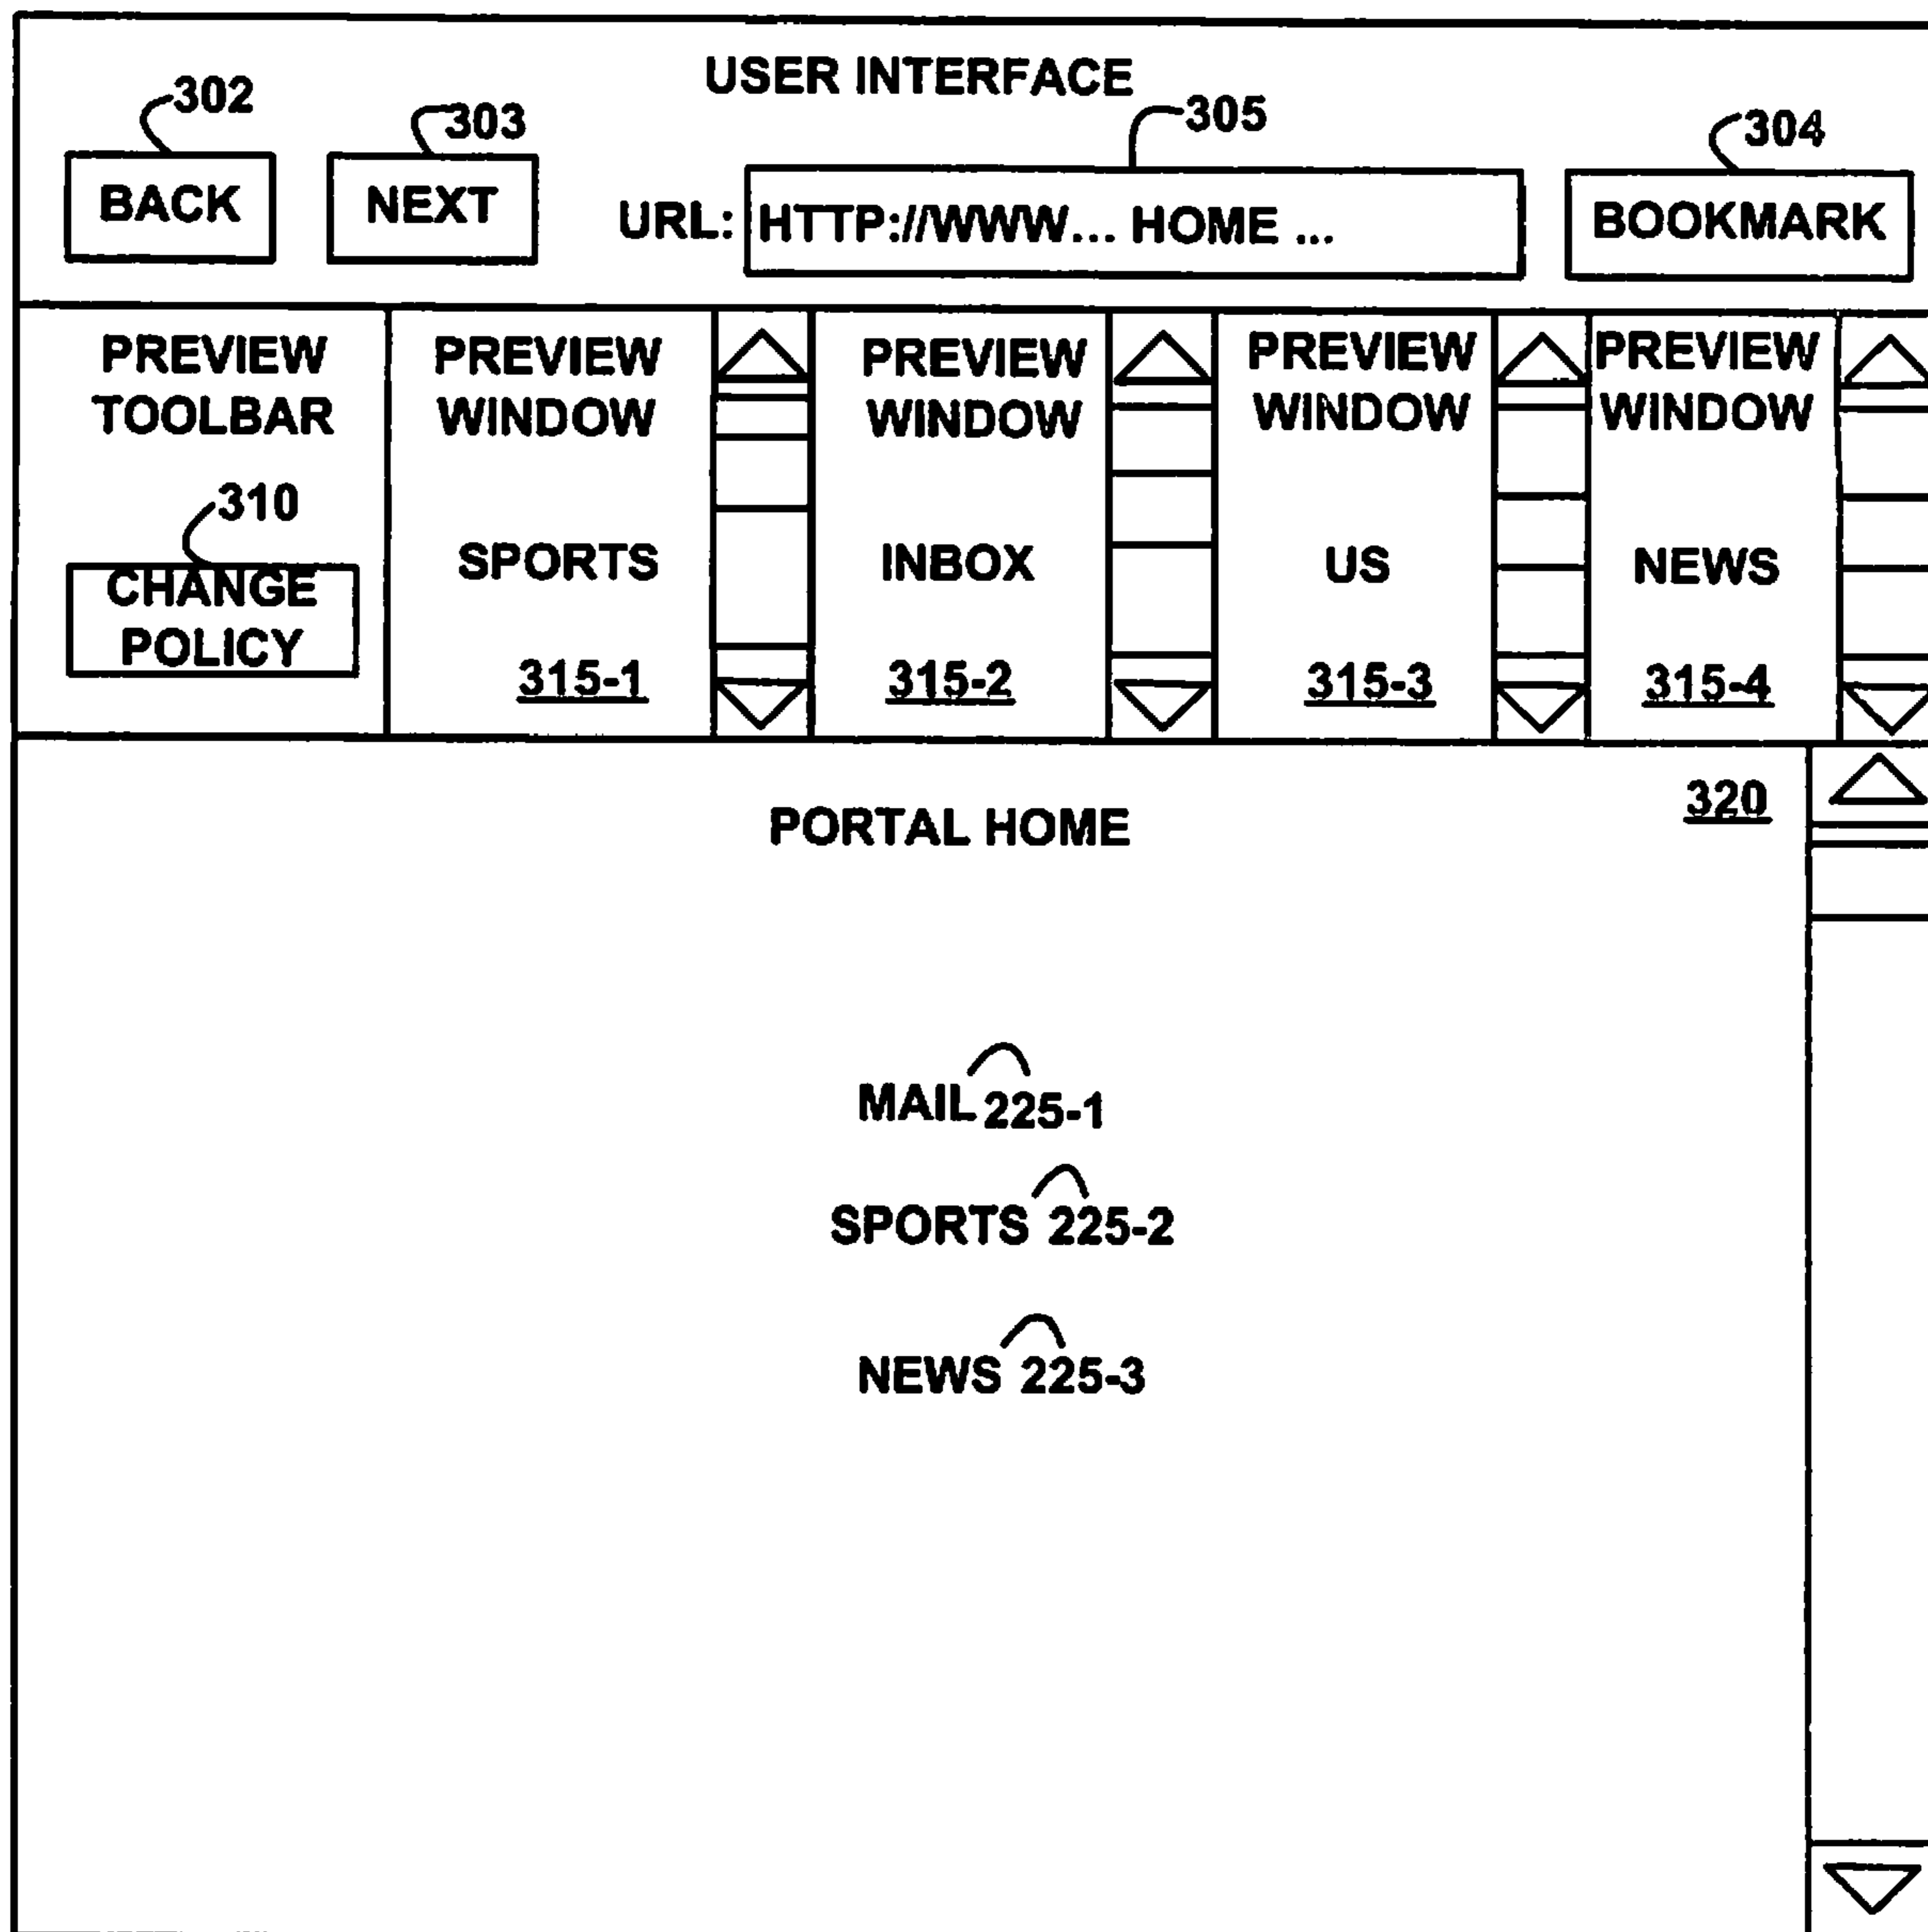 USER INTERFACE
302
303
305
304
BACK
NEXT
URL:
HTTP://WWW... HOME ...
BOOKMARK
PREVIEW
TOOLBAR
310
CHANGE
POLICY
PREVIEW
WINDOW
SPORTS
315-1
PREVIEW
WINDOW
INBOX
315-2
PREVIEW
WINDOW
US
315-3
PREVIEW
WINDOW
NEWS
315-4
PORTAL HOME
320
MAIL 225-1
SPORTS 225-2
NEWS 225-3